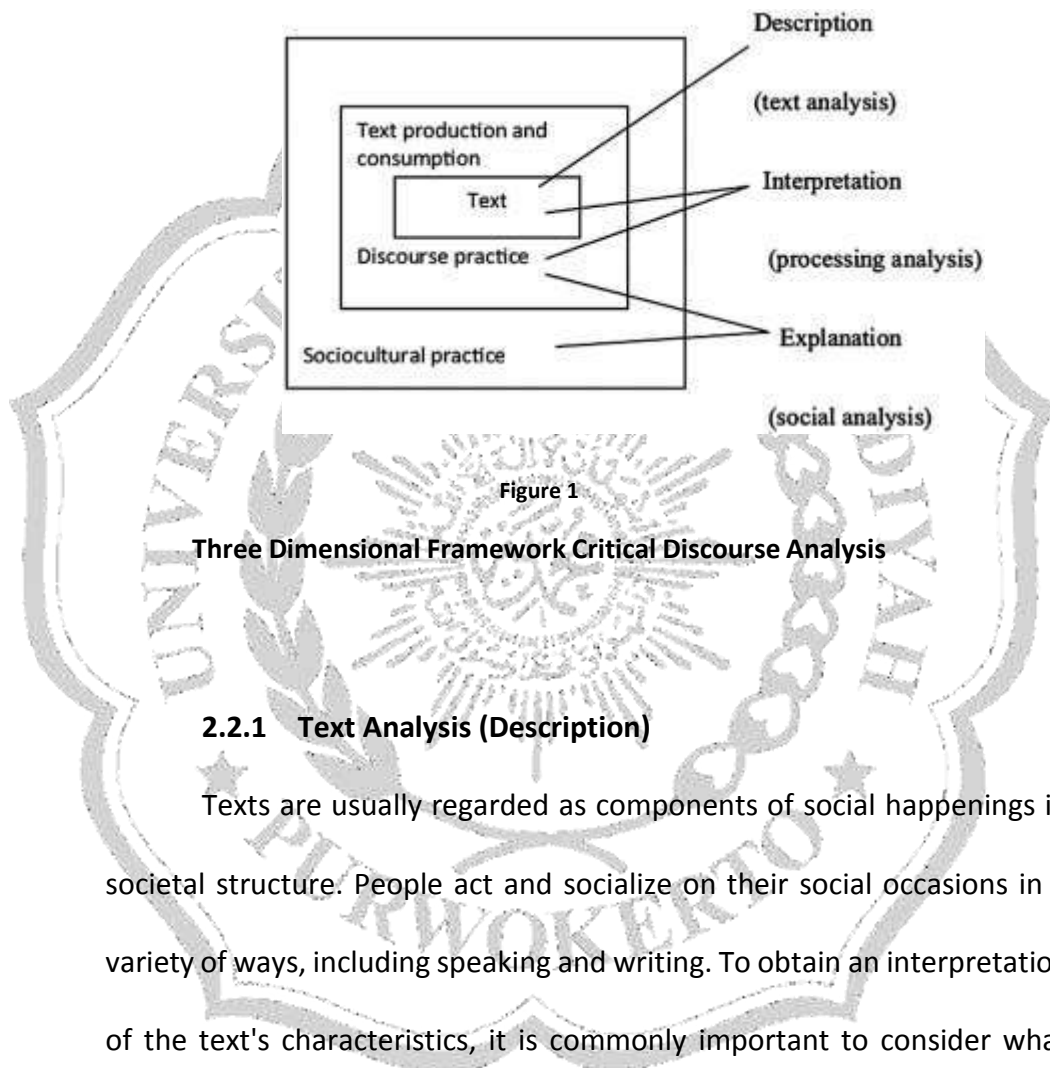 Description
(text analysis)
Text production and
consumption
Text
Interpretation
Discourse practice
(processing analysis)
Explanation
Sociocultural practice
(social analysis)
Figure 1
Three Dimensional Framework Critical Discourse Analysis
2.2.1 Text Analysis (Description)
Texts are usually regarded as components of social happenings i
societal structure. People act and socialize on their social occasions in
variety of ways, including speaking and writing. To obtain an interpretatio
of the text's characteristics, it is commonly important to consider wha
PURWOKERTO